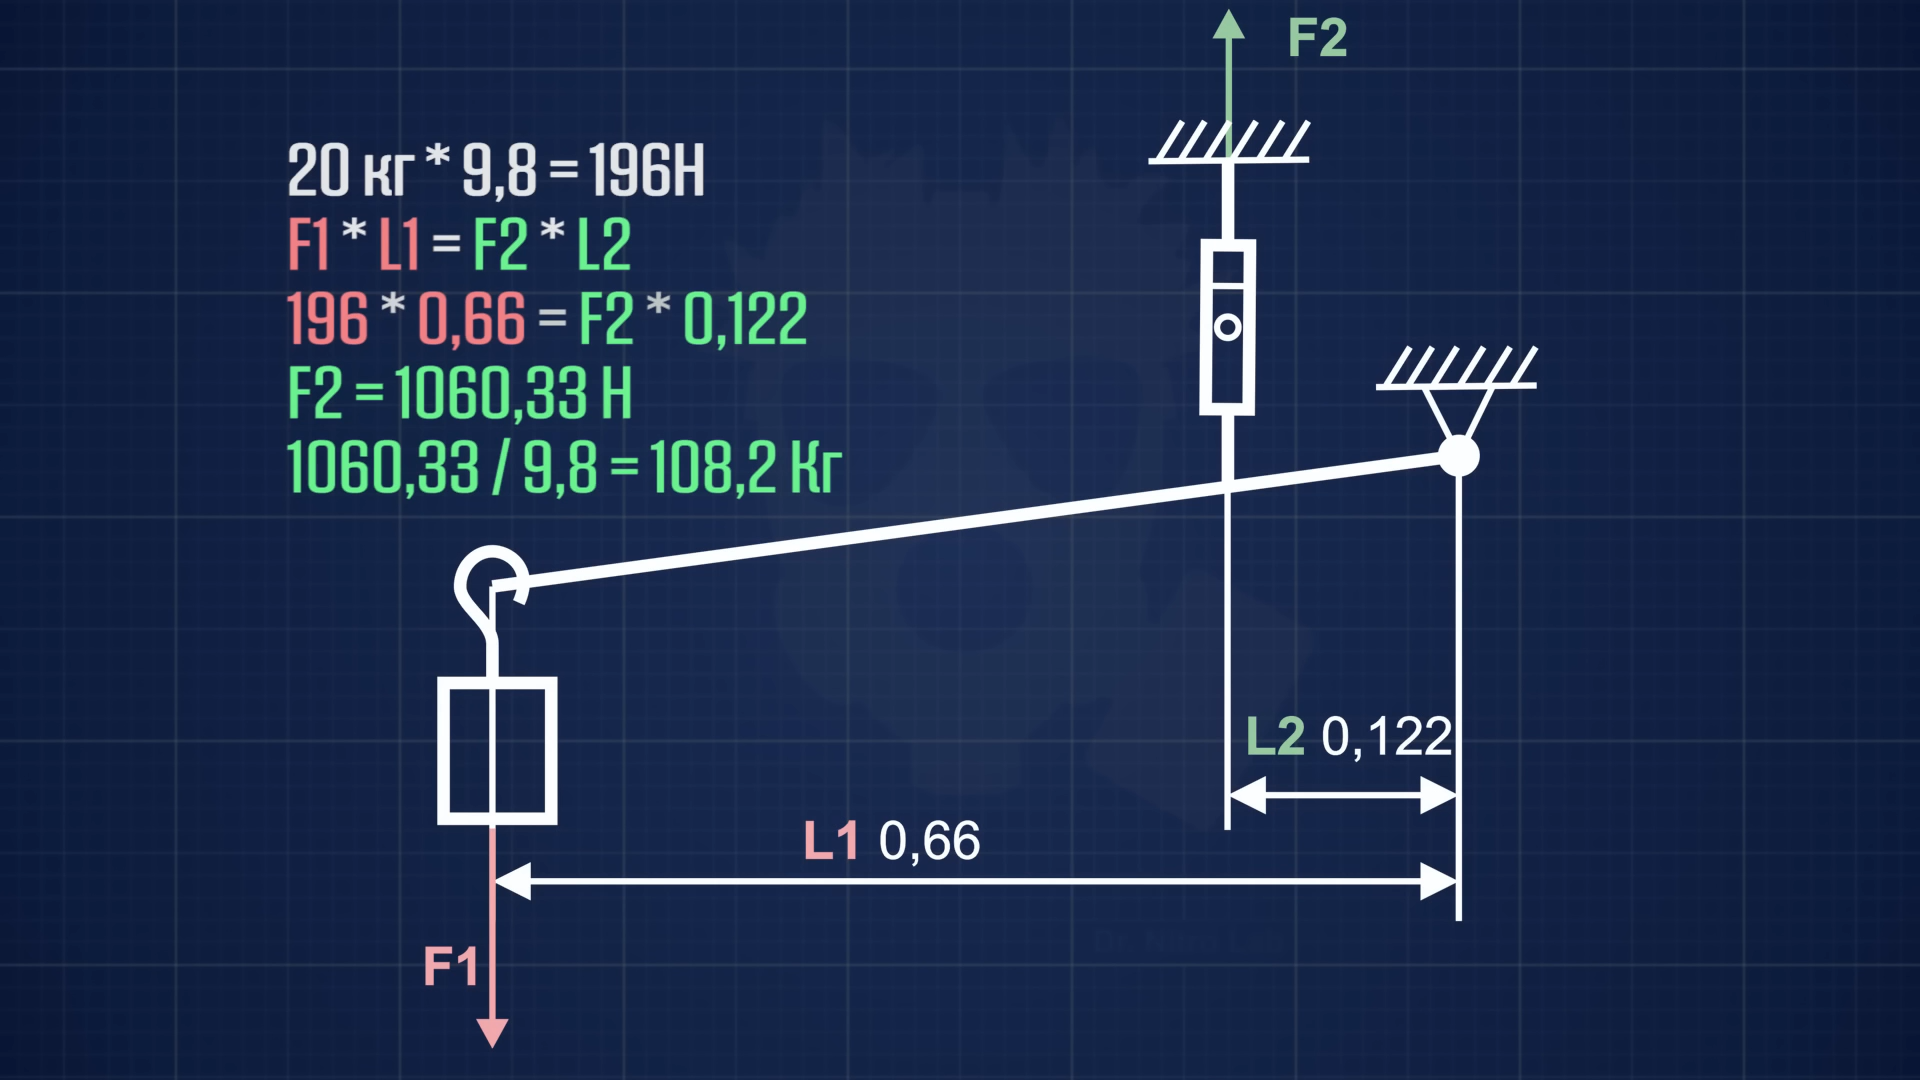 F2
20 кг * 9,8 = 196Н
F1 * L1 = F2 * L2
196 * 0,66 = F2 * 0,122
F2 = 1060,33 Н
1060,33 / 9,8 = 108,2 Кг
L2 0,122
L1 0,66
F1